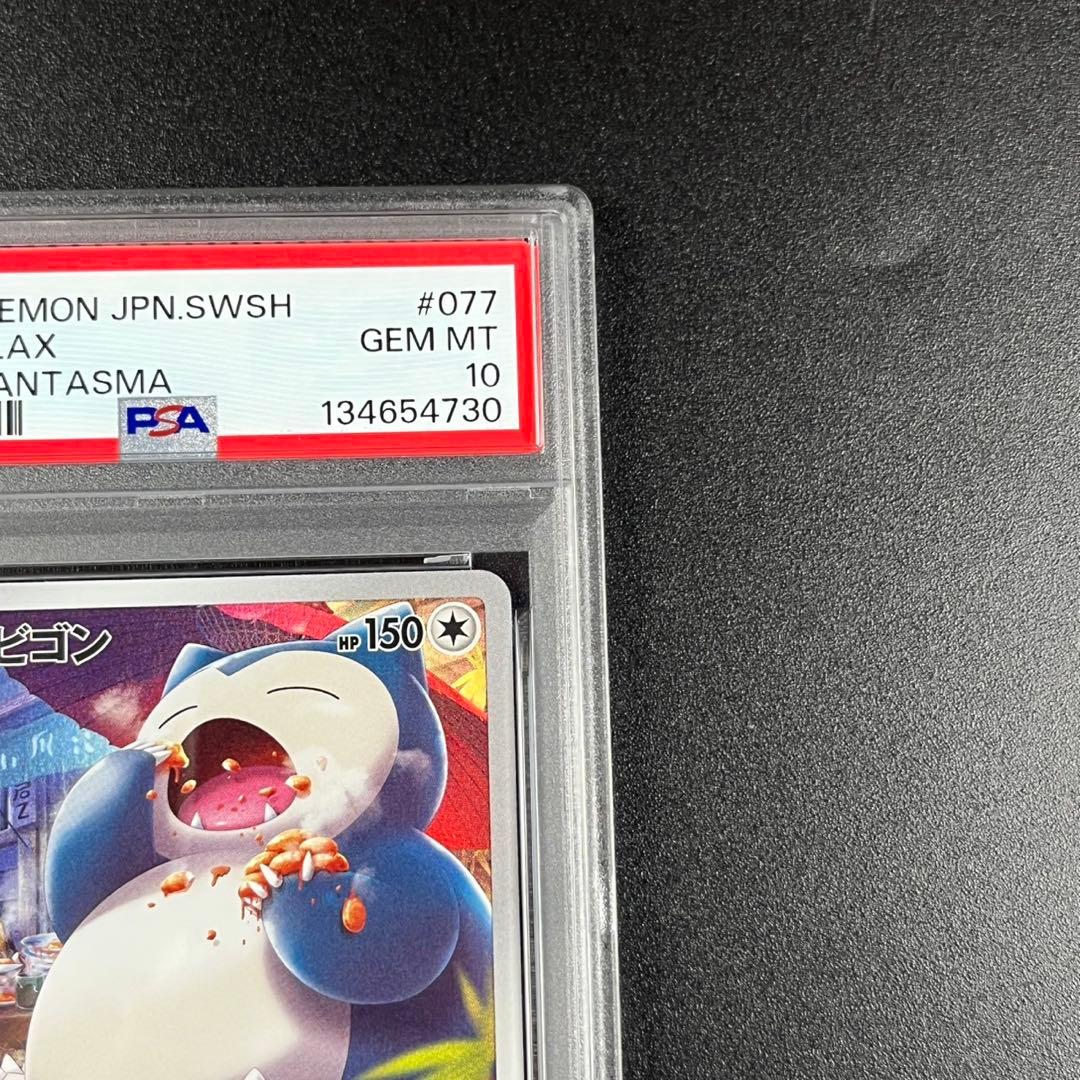 EMON JPN.SWSH #077
LAX GEM MT
ANTASMA 10
PSA 134654730
ビゴン HP 150